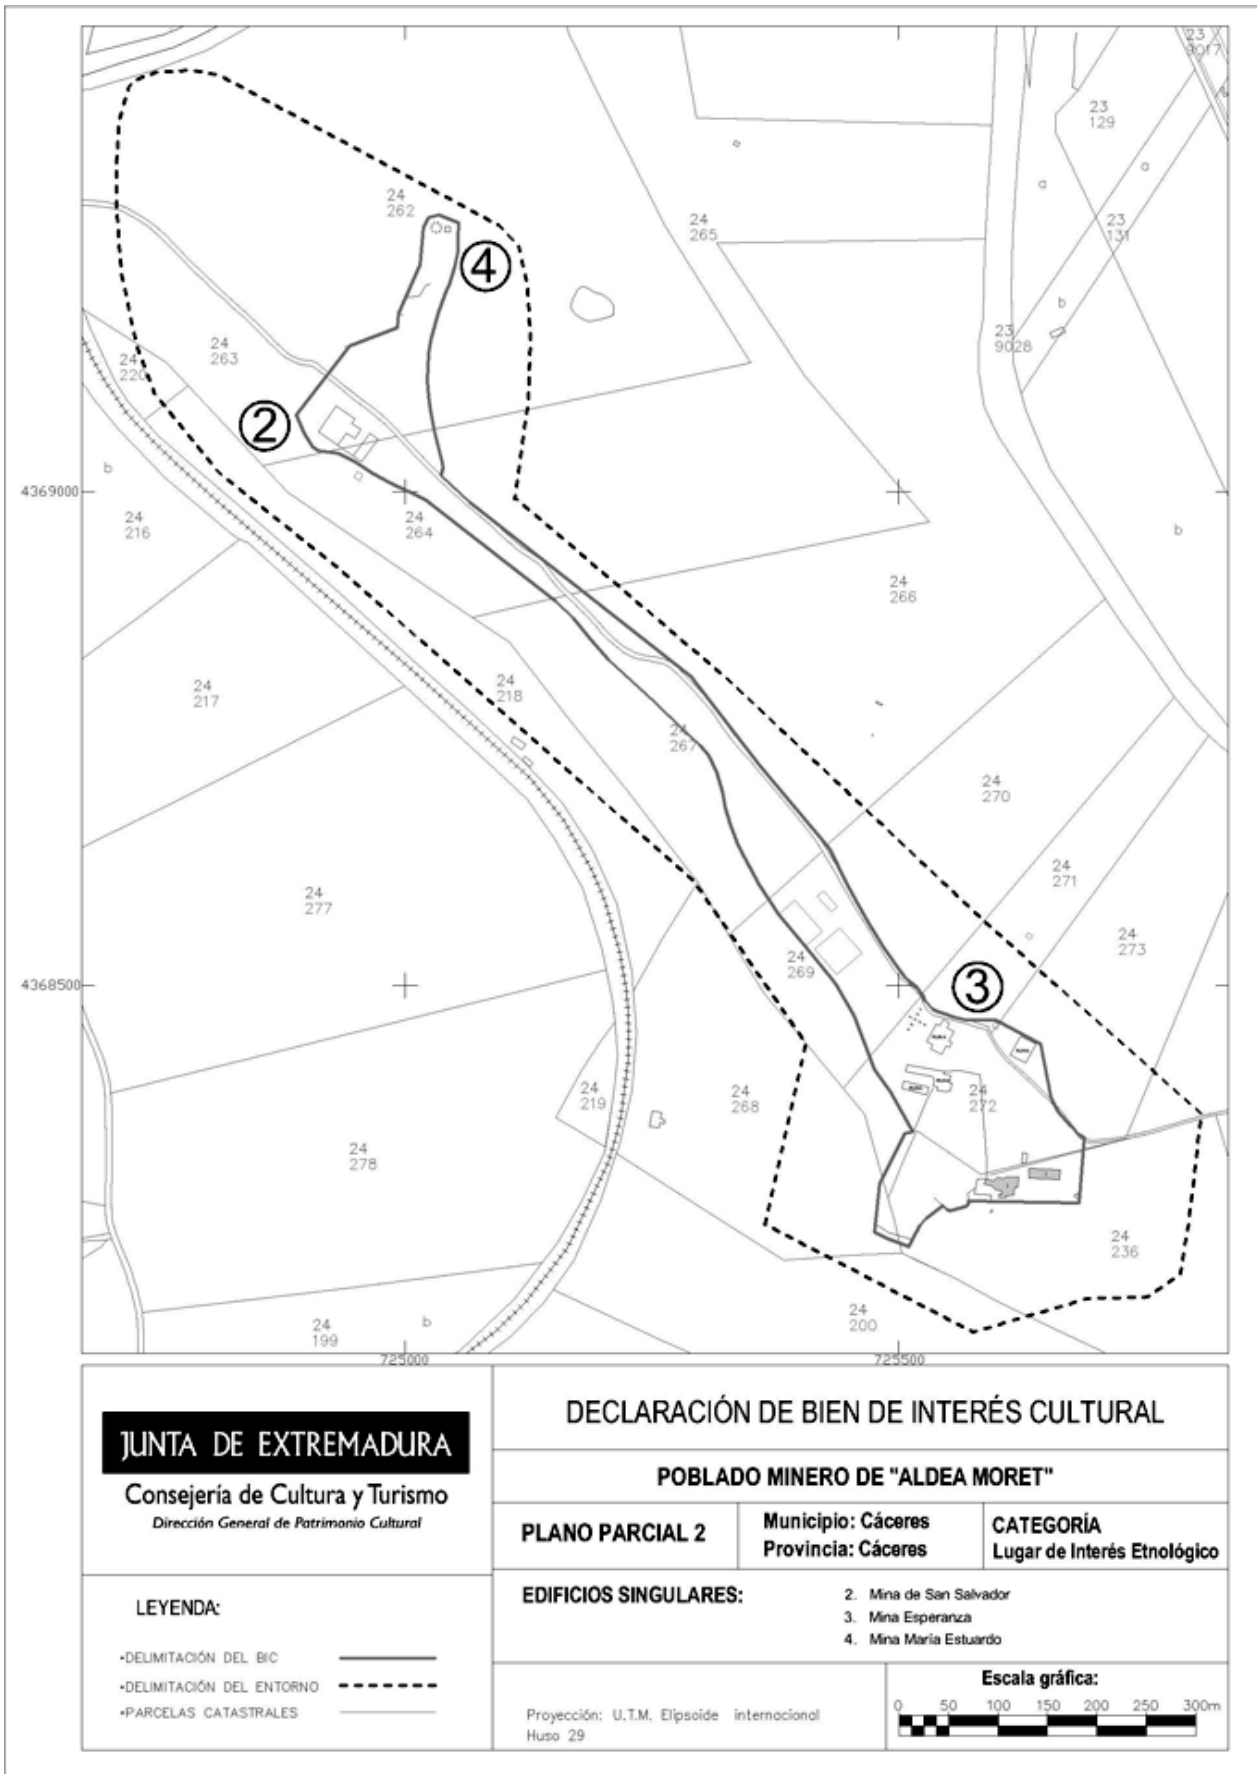 23
9017
23
129
a
a
24
262
24
265
23
131
4
b
23
9028
24
263
24
220
2
b
4369000
24
216
24
264
b
24
266
24
217
24
218
24
267
24
270
24
277
24
271
24
273
24
269
4368500
3
24
219
24
268
24
272
24
278
24
236
24
199
b
24
200
725000
725500
JUNTA DE EXTREMADURA
Consejería de Cultura y Turismo
Dirección General de Patrimonio Cultural
DECLARACIÓN DE BIEN DE INTERÉS CULTURAL
POBLADO MINERO DE "ALDEA MORET"
PLANO PARCIAL 2
Municipio: Cáceres
Provincia: Cáceres
CATEGORÍA
Lugar de Interés Etnológico
EDIFICIOS SINGULARES:
2. Mina de San Salvador
3. Mina Esperanza
4. Mina María Estuardo
LEYENDA:
•DELIMITACIÓN DEL BIC
•DELIMITACIÓN DEL ENTORNO
•PARCELAS CATASTRALES
Proyección: U.T.M. Elipsoide internacional
Huso 29
Escala gráfica:
0 50 100 150 200 250 300m